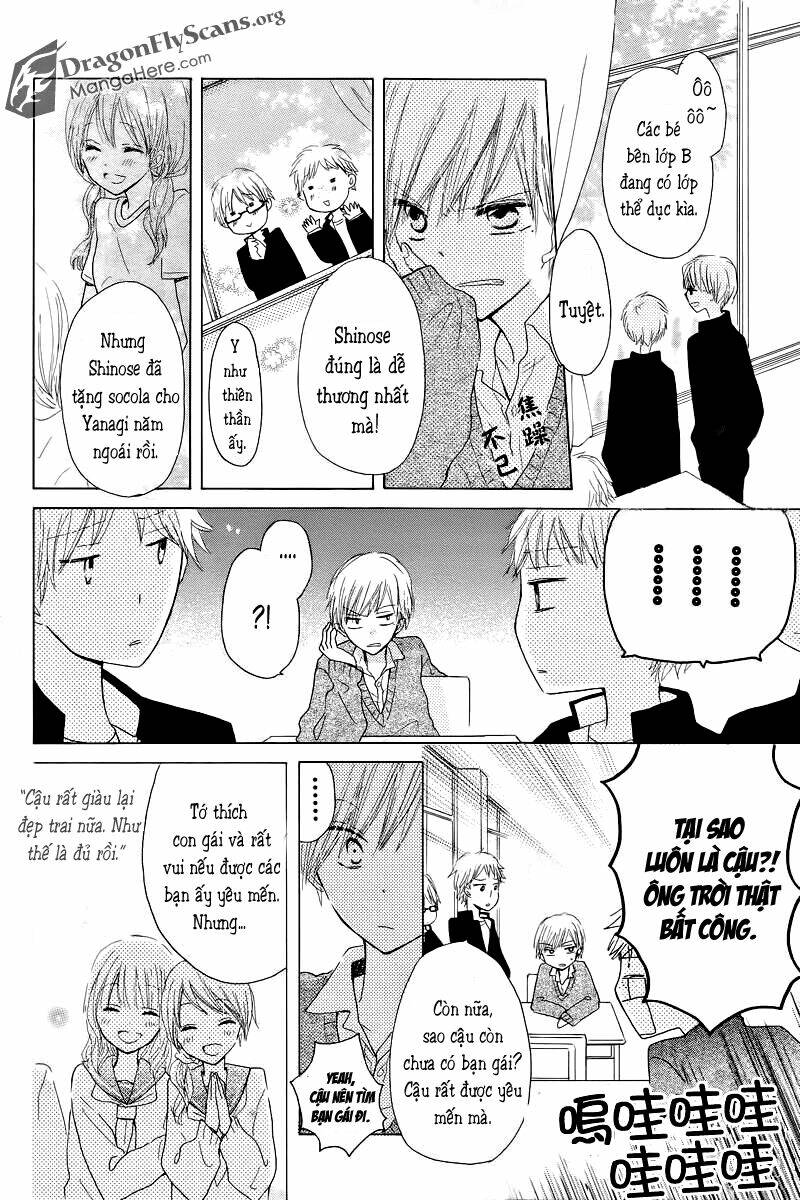 DragonFlyScans.org
MangaHere.com
Ôô
ôô~
Các bé
bên lớp B
đang có lớp
thể dục kìa.
Tuyệt.
焦躁
不已
Shinose
đúng là dễ
thương nhất
mà!
Y
như
thiên
thần
ấy.
Nhưng
Shinose đã
tặng socola cho
Yanagi năm
ngoái rồi.
....
?!
TẠI SAO
LUÔN LÀ CẬU?!
ÔNG TRỜI THẬT
BẤT CÔNG.
嗚哇哇哇
哇哇哇
Còn nữa,
sao cậu còn
chưa có bạn gái?
Cậu rất được yêu
mến mà.
YEAH,
CẬU NÊN TÌM
BẠN GÁI ĐI.
Tớ thích
con gái và rất
vui nếu được các
bạn ấy yêu mến.
Nhưng...
"Cậu rất giàu lại
đẹp trai nữa. Như
thế là đủ rồi."